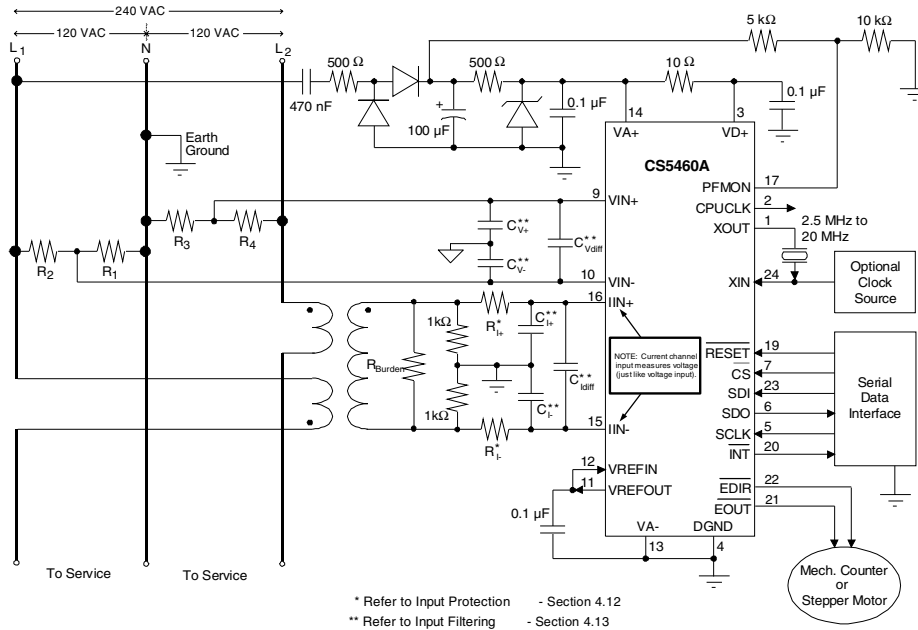 240 VAC
120 VAC
120 VAC
L1
N
L2
5 kΩ
10 kΩ
500 Ω
500 Ω
10 Ω
470 nF
100 µF
+
0.1 µF
0.1 µF
Earth
Ground
14
VA+
3
VD+
CS5460A
17
PFMON
2
CPUCLK
1
XOUT
2.5 MHz to
20 MHz
24
XIN
Optional
Clock
Source
9
VIN+
R3
R4
R2
R1
CV+**
CV-**
CVdiff**
10
VIN-
16
IIN+
1kΩ
RI+*
CI+**
RBurden
CIdiff**
1kΩ
CI-**
RI-*
15
IIN-
NOTE: Current channel
input measures voltage
(just like voltage input).
19
RESET
7
CS
23
SDI
6
SDO
5
SCLK
20
INT
Serial
Data
Interface
12
VREFIN
11
VREFOUT
22
EDIR
21
EOUT
0.1 µF
VA-
13
DGND
4
Mech. Counter
or
Stepper Motor
To Service
To Service
* Refer to Input Protection - Section 4.12
** Refer to Input Filtering - Section 4.13